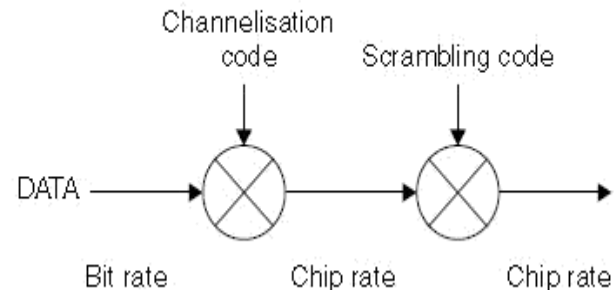 Channelisation
code
Scrambling code
DATA
Bit rate
Chip rate
Chip rate